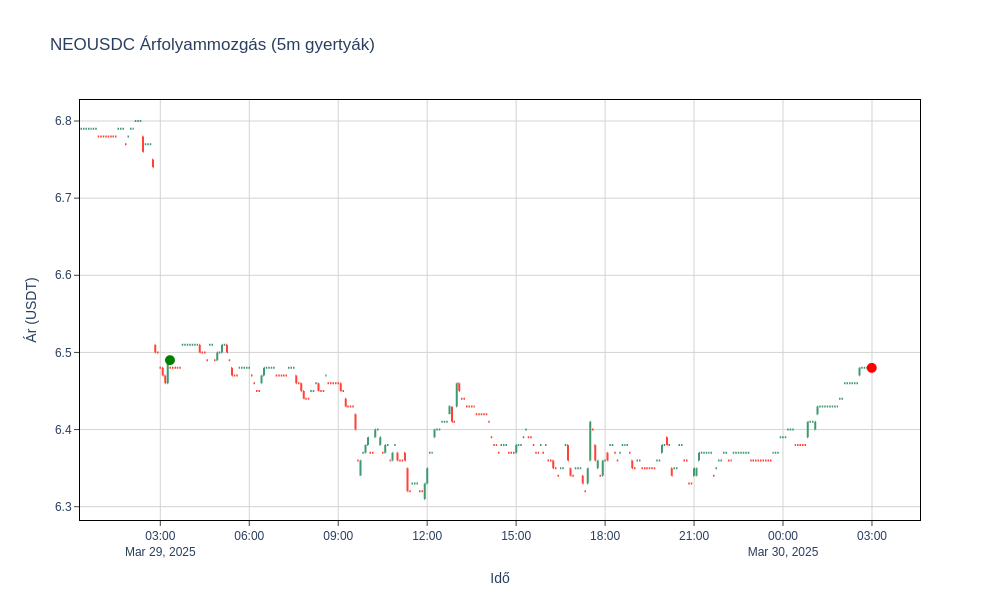 NEOUSDC Árfolyammozgás (5m gyertyák)
6.8
6.7
6.6
6.5
6.4
6.3
Ár (USDT)
03:00 06:00 09:00 12:00 15:00 18:00 21:00 00:00 03:00
Mar 29, 2025 Mar 30, 2025
Idő